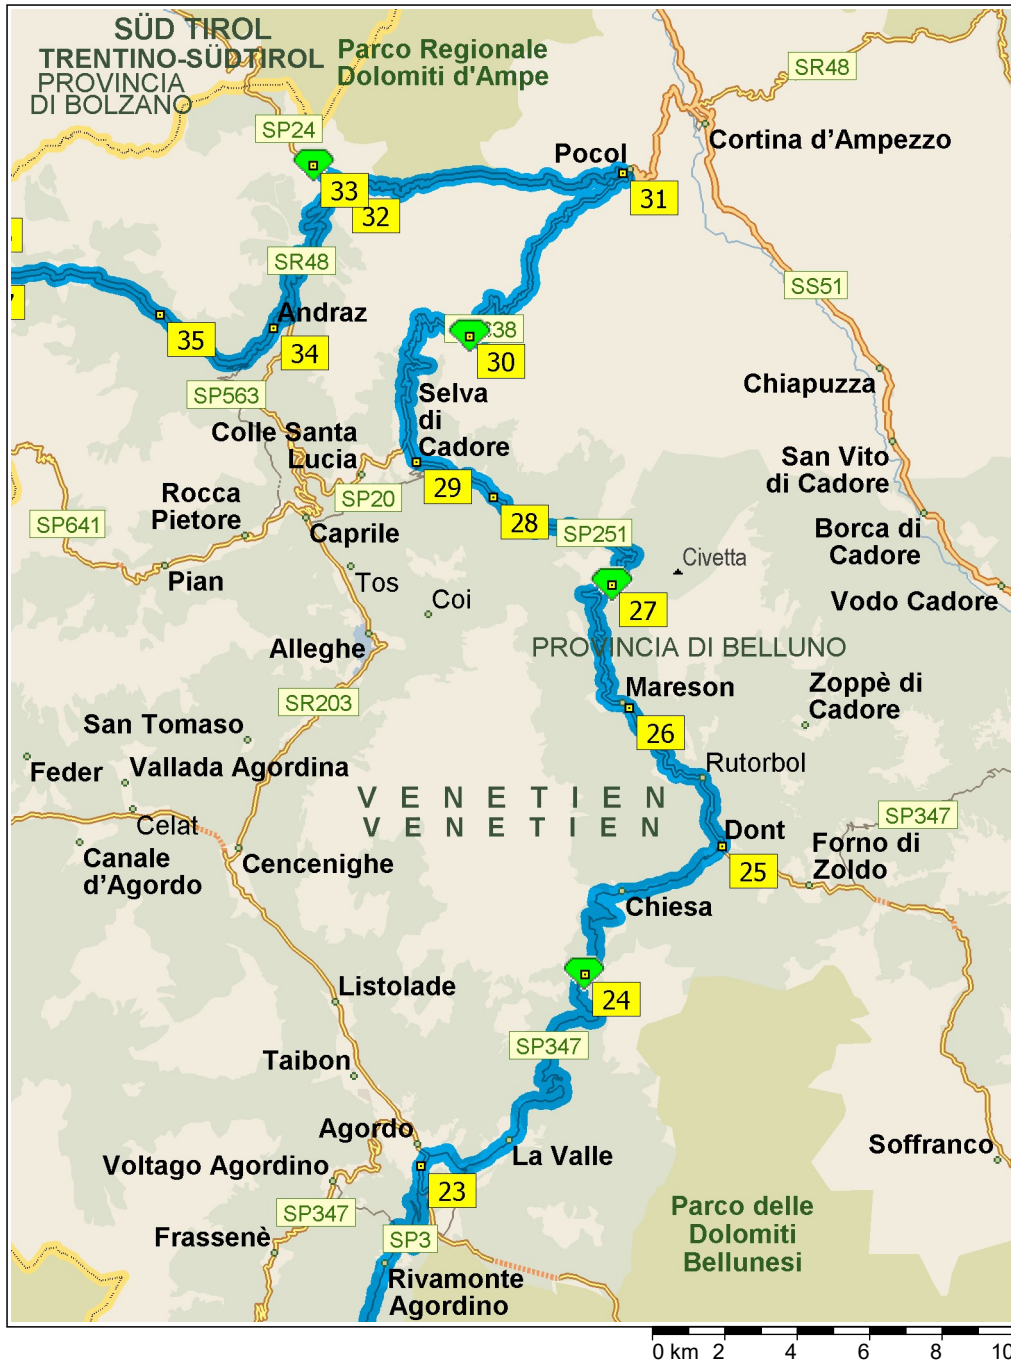 SÜD TIROL
TRENTINO-SÜDTIROL
PROVINCIA
DI BOLZANO
Parco Regionale
Dolomiti d'Ampe
SR48
SP24
Cortina d'Ampezzo
Pocol
33
32
31
SR48
SS51
Andraz
35
34
30
Chiapuzza
SP563
Selva
di
Cadore
Colle Santa
Lucia
San Vito
di Cadore
29
SP20
Rocca
Pietore
28
SP641
Caprile
SP251
Borca di
Cadore
Civetta
Pian
Tos
Coi
27
Vodo Cadore
Alleghe
PROVINCIA DI BELLUNO
SR203
Mareson
Zoppè di
Cadore
San Tomaso
26
Feder
Vallada Agordina
Rutorbol
VENETIEN
VENETIEN
SP347
Celat
Dont
Canale
d'Agordo
Cencenighe
25
Forno di
Zoldo
Chiesa
Listolade
24
SP347
Taibon
Agordo
La Valle
Soffranco
Voltago Agordino
23
SP347
SP3
Parco delle
Dolomiti
Bellunesi
Frassenè
Rivamonte
Agordino
0 km 2 4 6 8 10